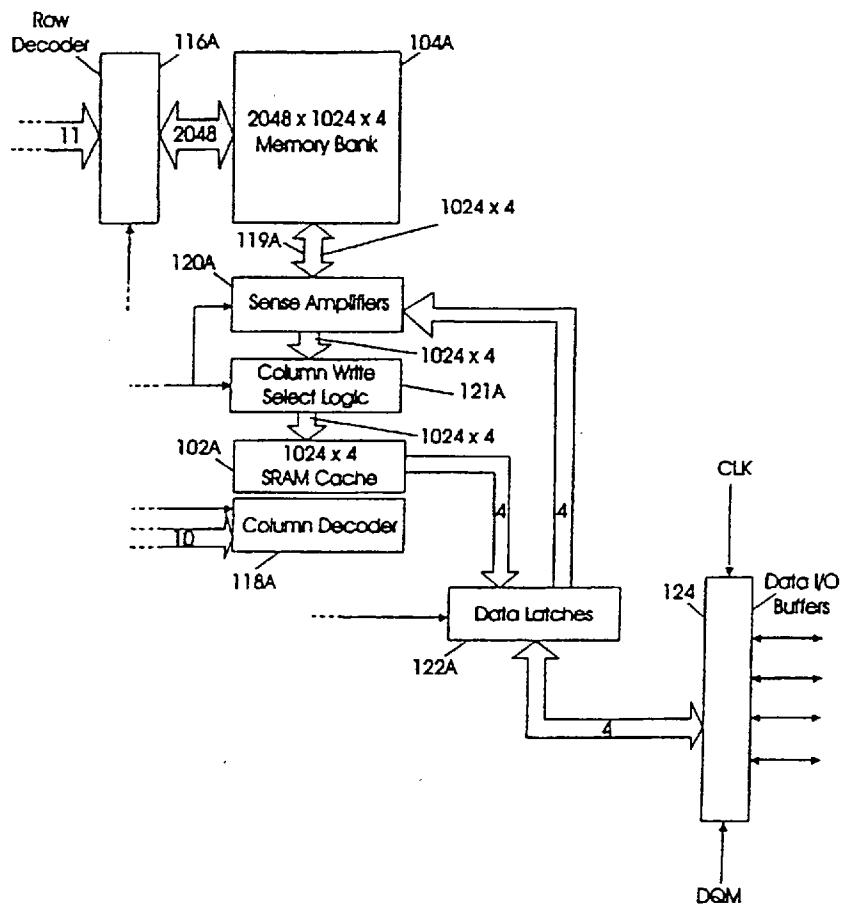 Row
Decoder
116A
104A
11
2048
2048 x 1024 x 4
Memory Bank
119A
1024 x 4
120A
Sense Amplifiers
1024 x 4
Column Write
Select Logic
121A
1024 x 4
102A
1024 x 4
SRAM Cache
Column Decoder
10
118A
4
4
CLK
Data Latches
122A
124
Data I/O
Buffers
4
DQM